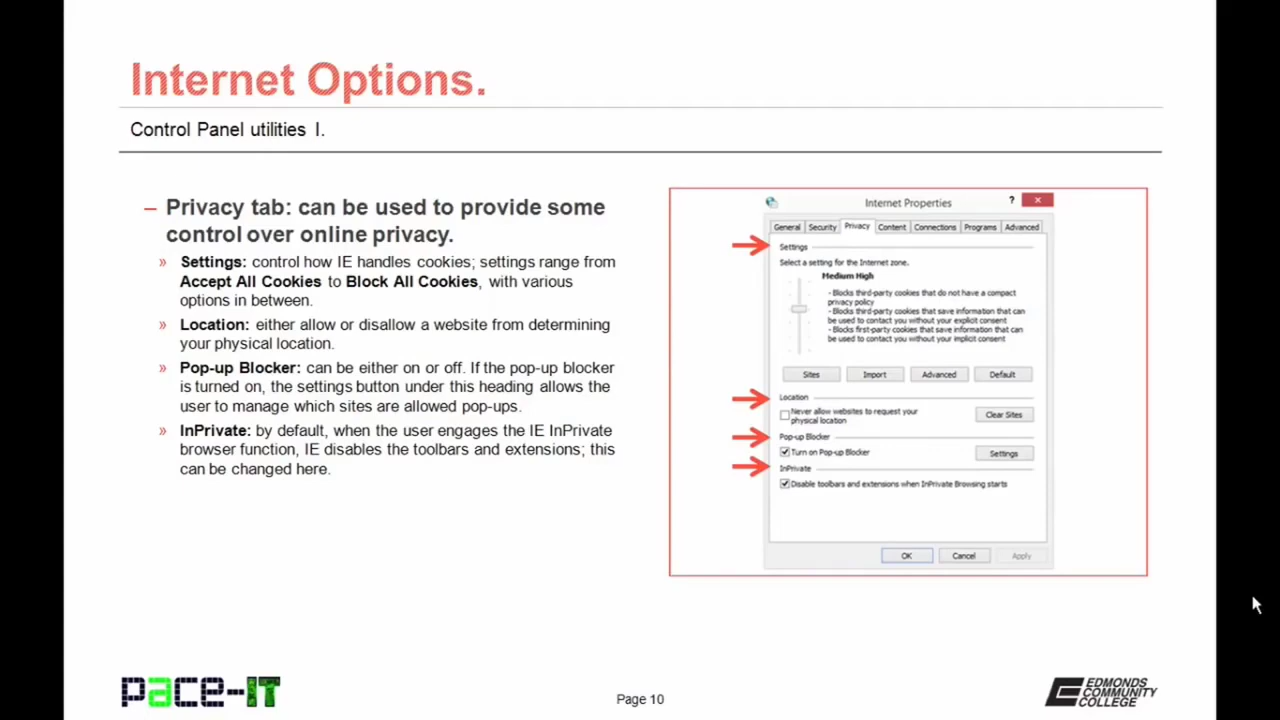 Internet Options.
Control Panel utilities I.
– Privacy tab: can be used to provide some
control over online privacy.
» Settings: control how IE handles cookies; settings range from
Accept All Cookies to Block All Cookies, with various
options in between.
» Location: either allow or disallow a website from determining
your physical location.
» Pop-up Blocker: can be either on or off. If the pop-up blocker
is turned on, the settings button under this heading allows the
user to manage which sites are allowed pop-ups.
» InPrivate: by default, when the user engages the IE InPrivate
browser function, IE disables the toolbars and extensions; this
can be changed here.
Internet Properties
General Security Privacy Content Connections Programs Advanced
Settings
Select a setting for the Internet zone.
Medium High
- Blocks third-party cookies that do not have a compact
privacy policy
- Blocks third-party cookies that save information that can
be used to contact you without your explicit consent
- Blocks first-party cookies that save information that can
be used to contact you without your implicit consent
Sites Import Advanced Default
Location
Never allow websites to request your
physical location
Clear Sites
Pop-up Blocker
Turn on Pop-up Blocker
Settings
InPrivate
Disable toolbars and extensions when InPrivate Browsing starts
OK Cancel Apply
pace-IT
Page 10
EDMONDS
COMMUNITY
COLLEGE